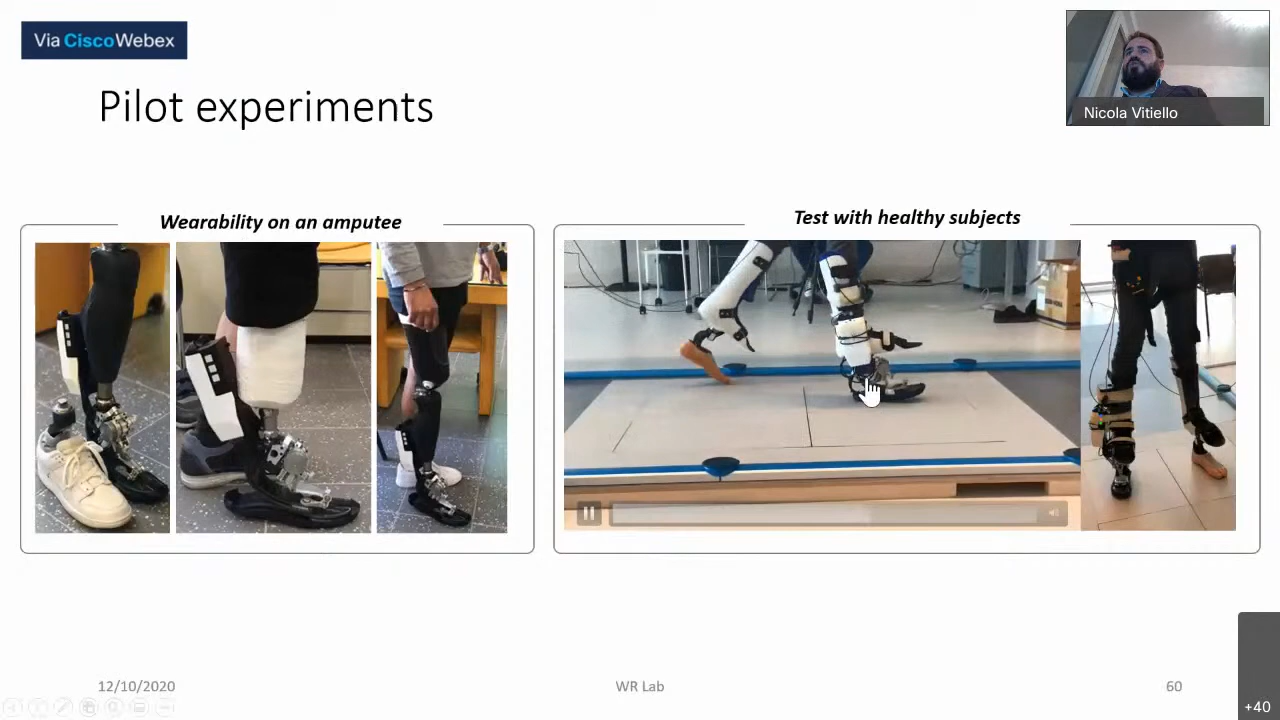 Via CiscoWebex
Nicola Vitiello
Pilot experiments
Wearability on an amputee
Test with healthy subjects
12/10/2020
WR Lab
60
+40